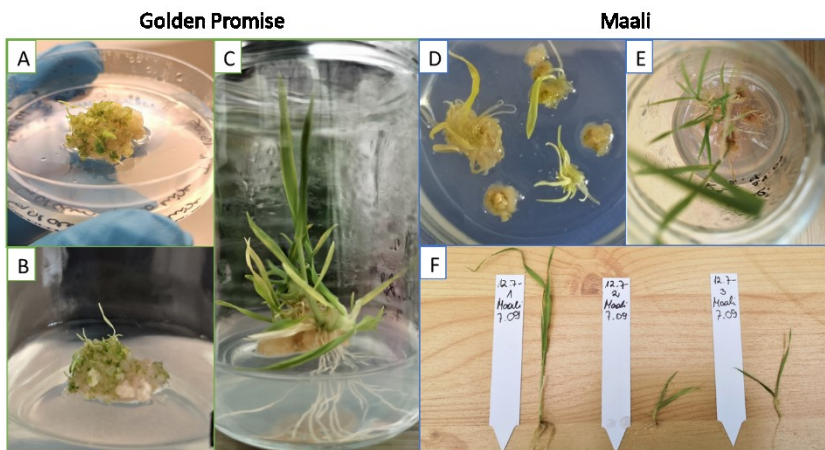 Golden Promise
Maali
A
C
D
E
B
F
12.7-
1
Maali
7.09
12.7-
2
Maali
7.09
12.7-
3
Maali
7.09